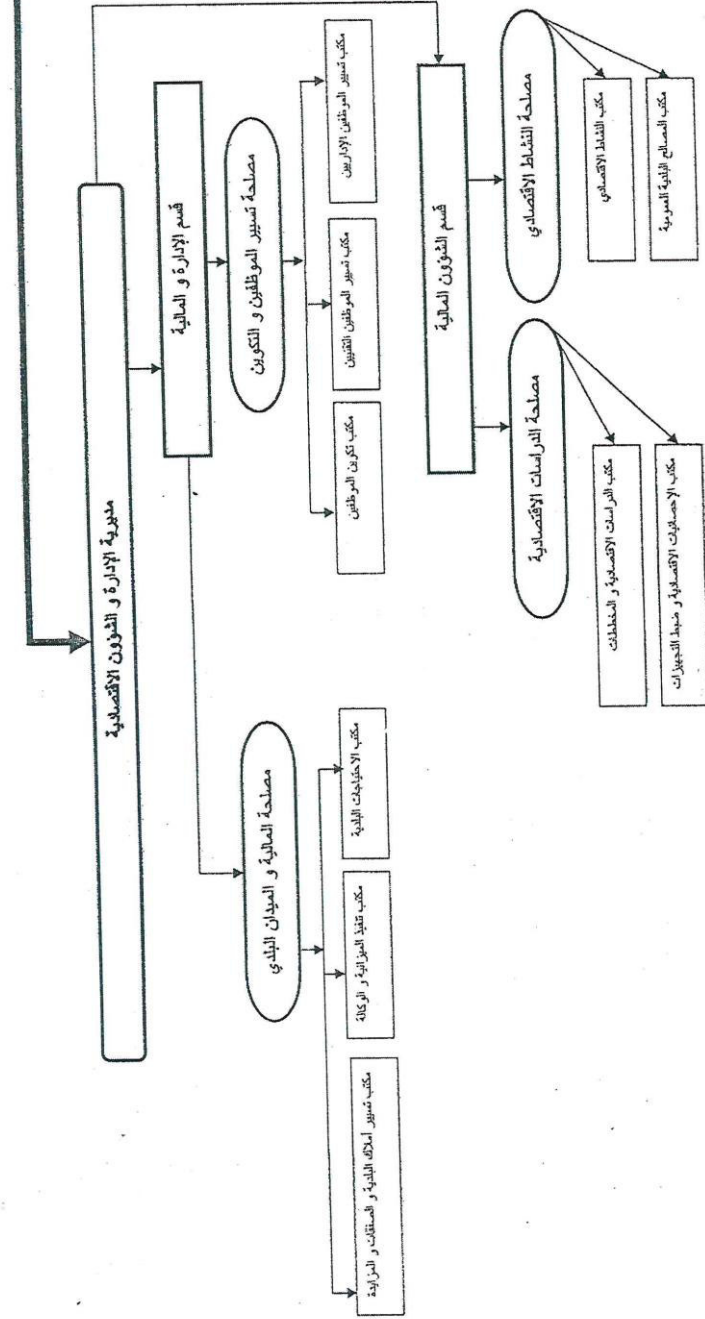 مديرية الإدارة و الشؤون الاقتصادية
قسم الإدارة و المالية
مصلحة تسيير الموظفين و التكوين
مكتب تسيير الموظفين الإداريين
مكتب تسيير الموظفين التقنيين
مكتب تكوين الموظفين
مصلحة المالية و الميدان البلدي
مكتب الاحتياجات البلدية
مكتب تنفيذ الميزانية و الوكالة
مكتب تسيير أملاك البلدية و الصفقات و المزايدة
قسم الشؤون المالية
مصلحة النشاط الاقتصادي
مكتب النشاط الاقتصادي
مكتب المصالح البلدية العمومية
مصلحة الدراسات الاقتصادية
مكتب الدراسات الاقتصادية و المخططات
مكتب الإحصائيات الاقتصادية و ضبط التجهيزات